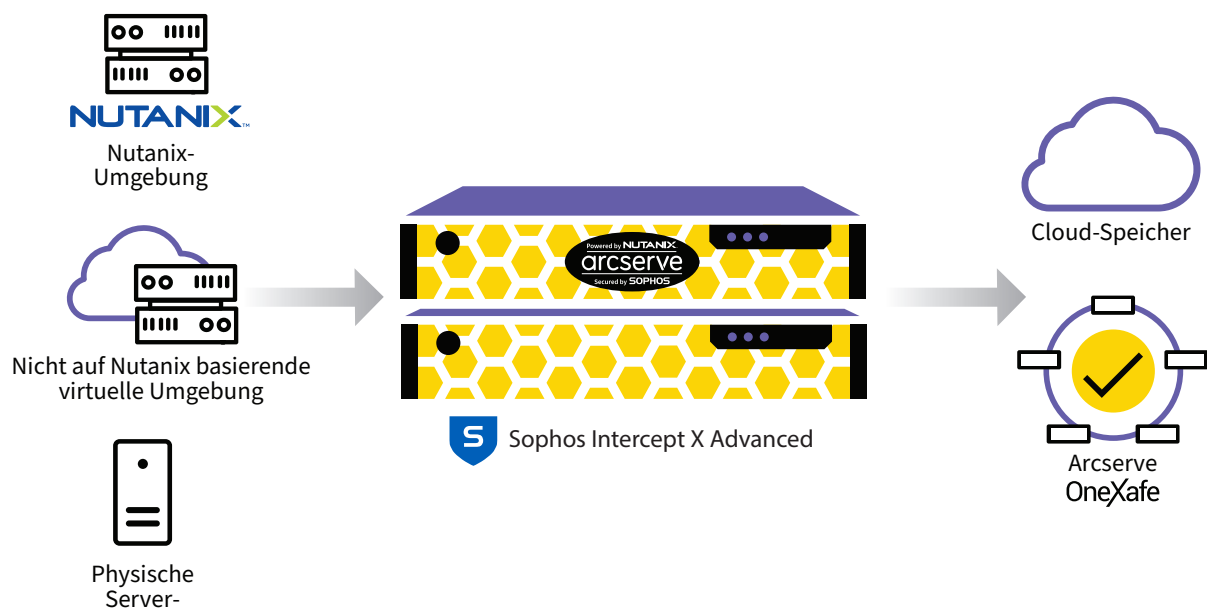 NUTANIX™
Nutanix-
Umgebung
Nicht auf Nutanix basierende
virtuelle Umgebung
Physische
Server-
Powered by NUTANIX
arcserve
Secured by SOPHOS
S Sophos Intercept X Advanced
Cloud-Speicher
Arcserve
OneXafe